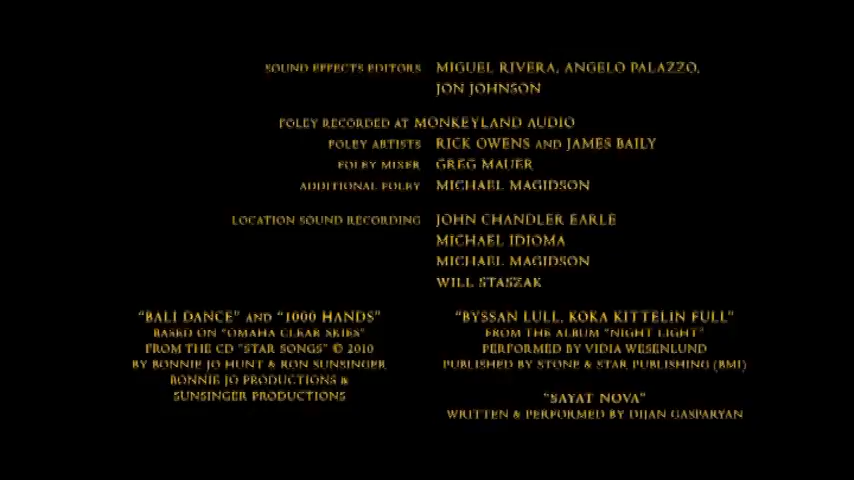 SOUND EFFECTS EDITORS MIGUEL RIVERA, ANGELO PALAZZO,
JON JOHNSON
FOLEY RECORDED AT MONKEYLAND AUDIO
FOLEY ARTISTS RICK OWENS AND JAMES BAILY
FOLEY MIXER GREG MAUER
ADDITIONAL FOLEY MICHAEL MAGIDSON
LOCATION SOUND RECORDING JOHN CHANDLER EARLE
MICHAEL IDIOMA
MICHAEL MAGIDSON
WILL STASZAK
"BALI DANCE" AND "1000 HANDS"
BASED ON "OMAHA CLEAR SKIES"
FROM THE CD "STAR SONGS" © 2010
BY BONNIE JO HUNT & RON SUNSINGER
BONNIE JO PRODUCTIONS &
SUNSINGER PRODUCTIONS
"BYSSAN LULL, KOKA KITTELIN FULL"
FROM THE ALBUM "NIGHT LIGHT"
PERFORMED BY VIDIA WESENLUND
PUBLISHED BY STONE & STAR PUBLISHING (BMI)
"SAYAT NOVA"
WRITTEN & PERFORMED BY DIJAN GASPARYAN